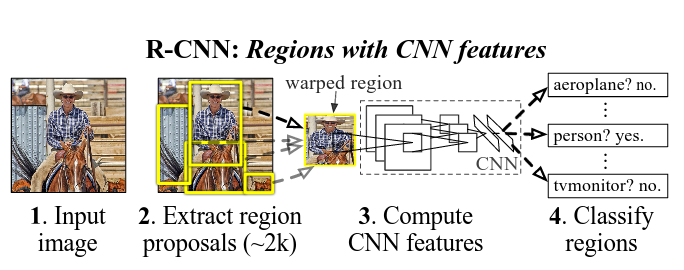 R-CNN: Regions with CNN features
warped region
aeroplane? no.
⋮
person? yes.
⋮
tvmonitor? no.
CNN
1. Input
image
2. Extract region
proposals (~2k)
3. Compute
CNN features
4. Classify
regions